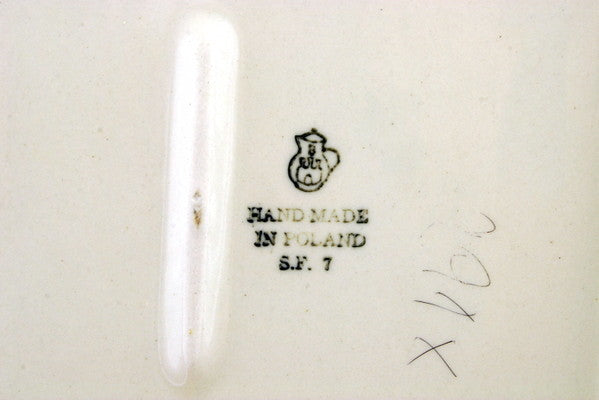 HAND MADE
IN POLAND
S.F. 7